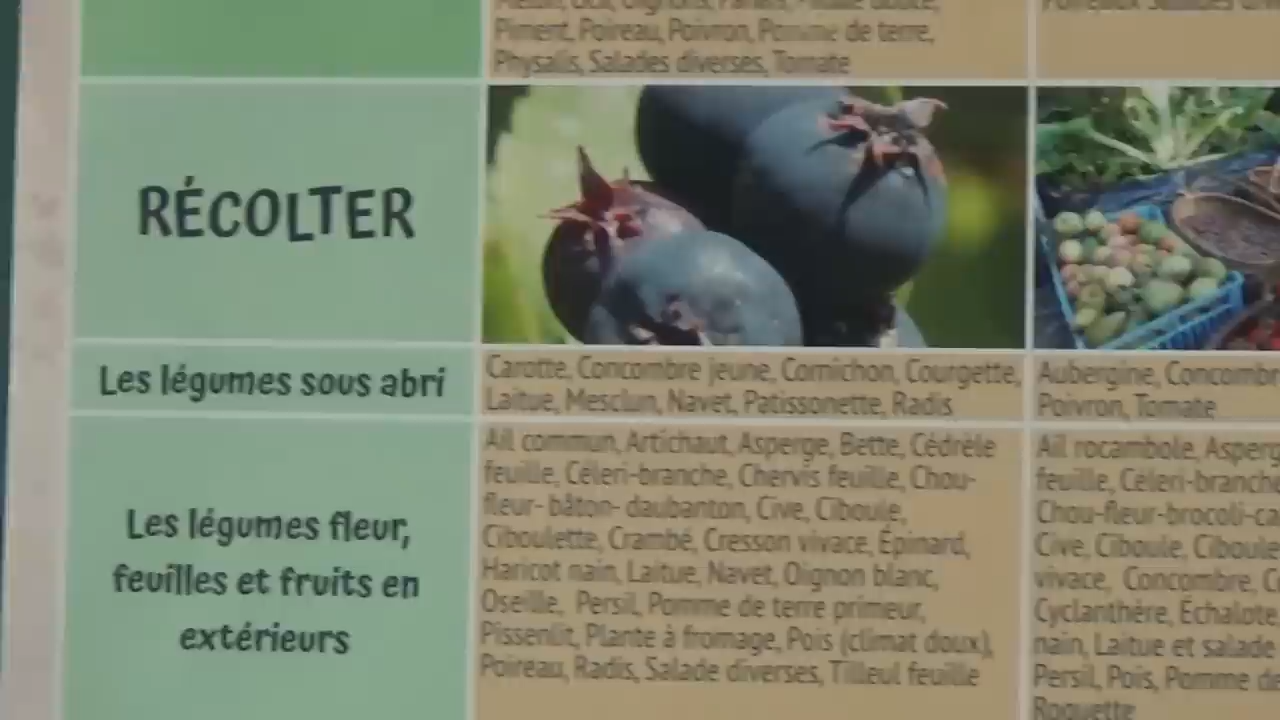 Piment, Poireau, Poivron, Pomme de terre,
Physalis, Salades diverses, Tomate
RÉCOLTER
Les légumes sous abri
Carotte, Concombre jeune, Cornichon, Courgette,
Laitue, Mesclun, Navet, Patissonette, Radis
Aubergine, Concombr
Poivron, Tomate
Les légumes fleur,
feuilles et fruits en
extérieurs
Ail commun, Artichaut, Asperge, Bette, Cédrèle
feuille, Céleri-branche, Chervis feuille, Chou-
fleur- bâton- daubanton, Cive, Ciboule,
Ciboulette, Crambé, Cresson vivace, Épinard,
Haricot nain, Laitue, Navet, Oignon blanc,
Oseille, Persil, Pomme de terre primeur,
Pissenlit, Plante à fromage, Pois (climat doux),
Poireau, Radis, Salade diverses, Tilleul feuille
Ail rocambole, Asperg
feuille, Céleri-branche
Chou-fleur-brocoli-ca
Cive, Ciboule, Ciboule
vivace, Concombre, C
Cyclanthère, Échalote
nain, Laitue et salade
Persil, Pois, Pomme de
Roquette